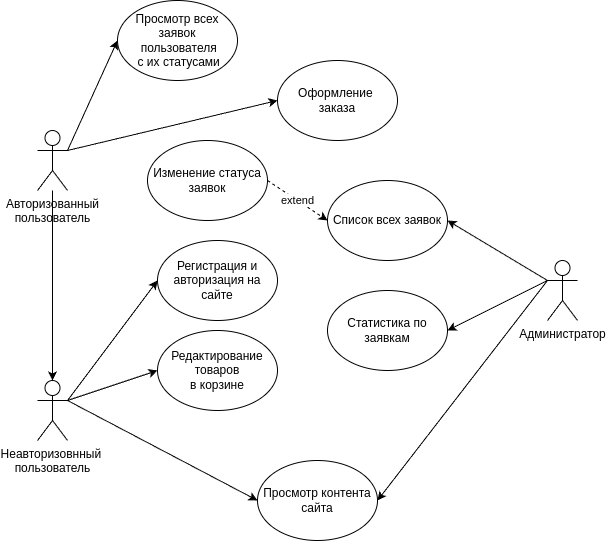 Просмотр всех
заявок
пользователя
с их статусами
Оформление
заказа
Изменение статуса
заявок
extend
Список всех заявок
Авторизованный
пользователь
Регистрация и
авторизация на
сайте
Статистика по
заявкам
Администратор
Редактирование
товаров
в корзине
Неавторизовнный
пользователь
Просмотр контента
сайта